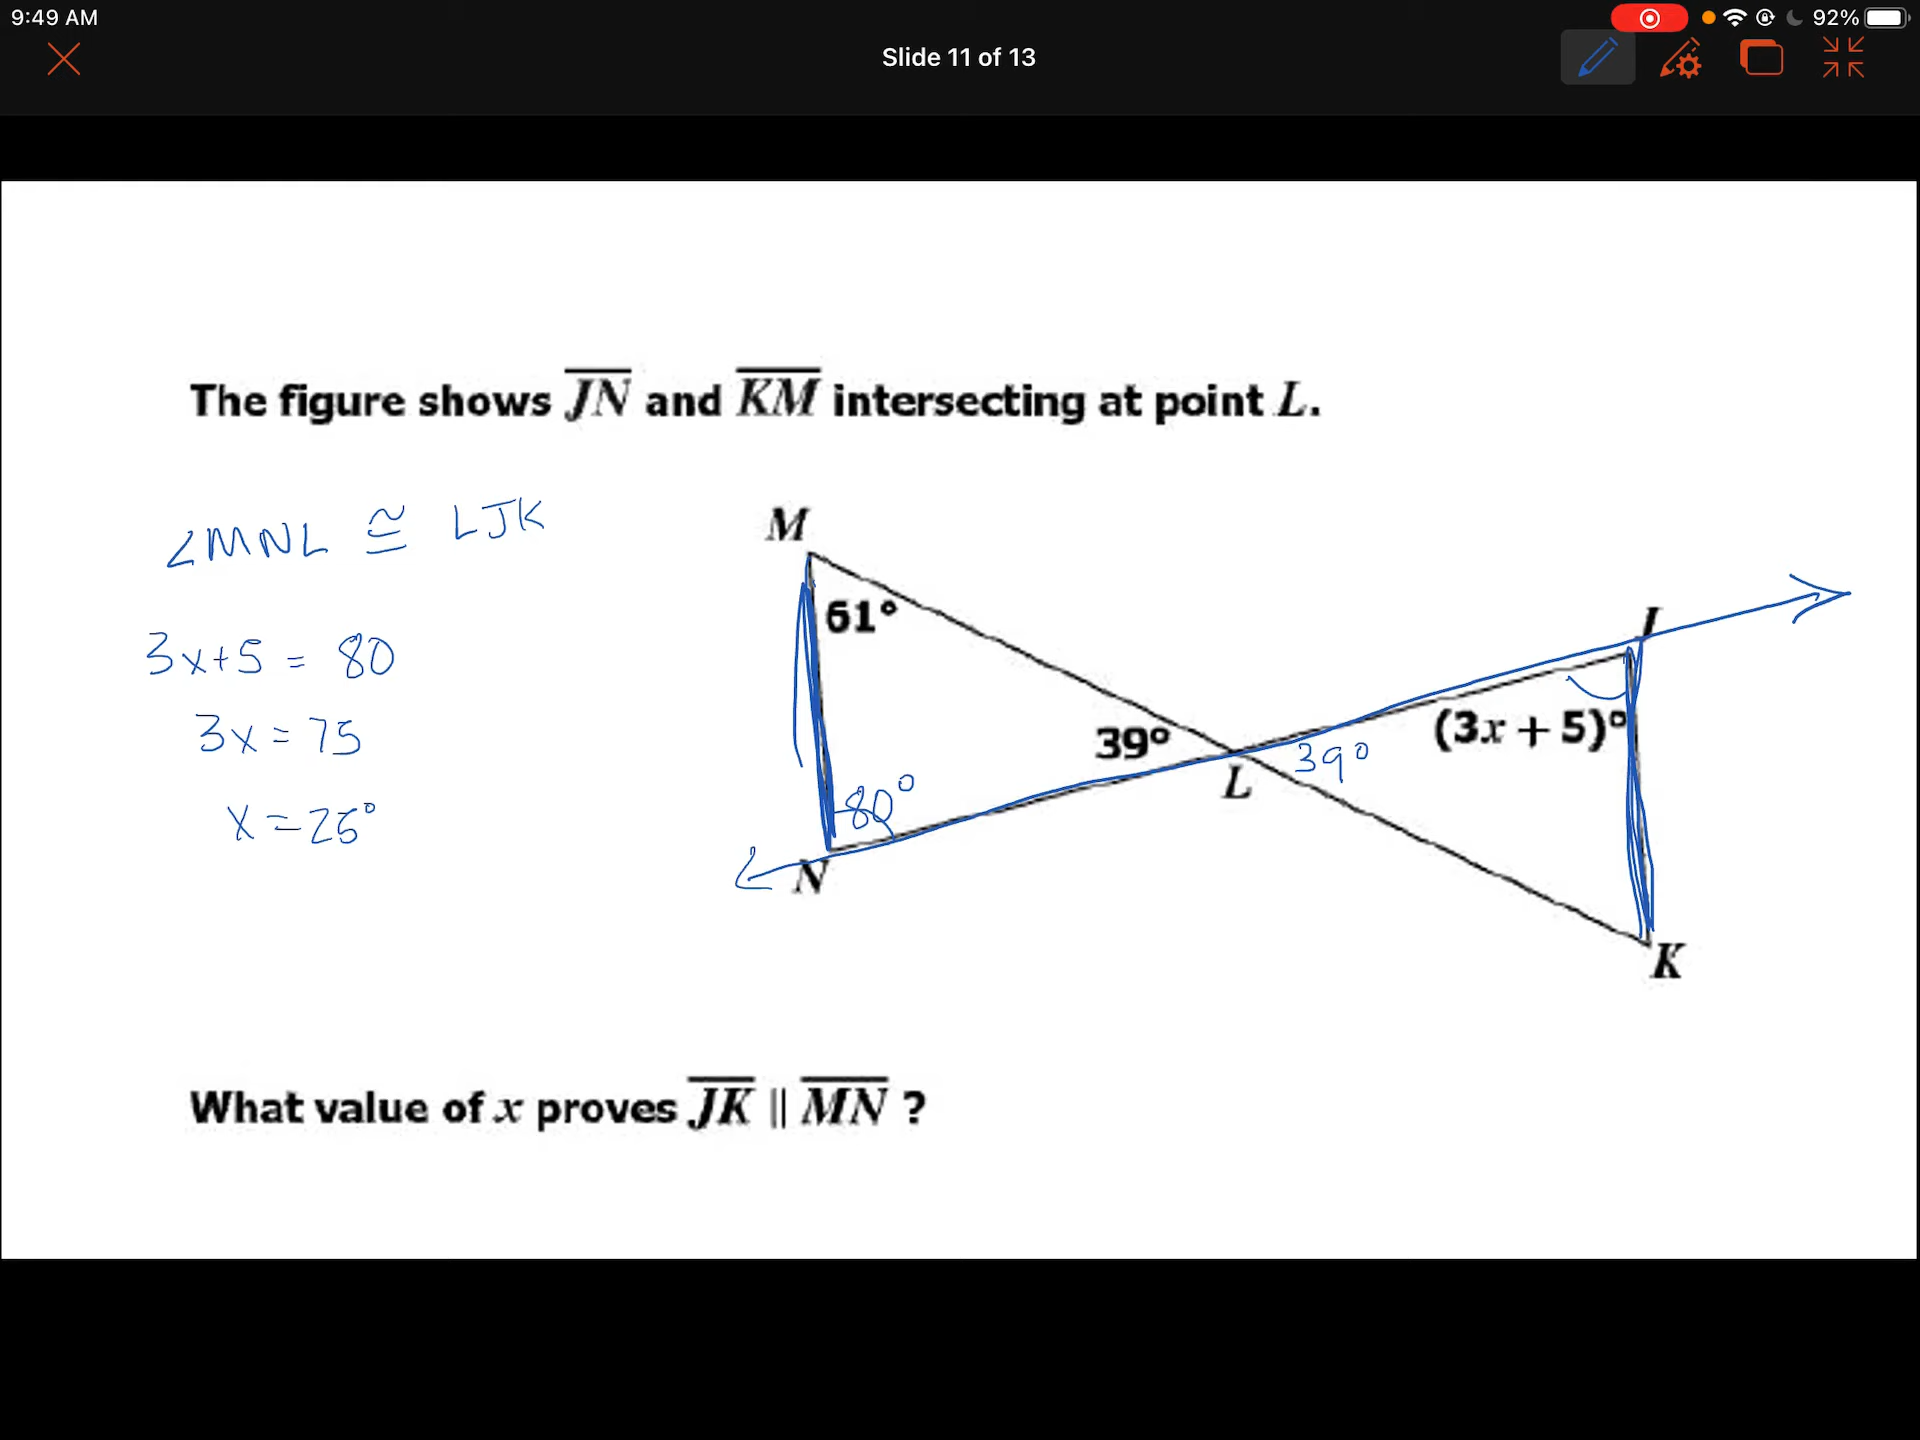 9:49 AM
92%
Slide 11 of 13
The figure shows JN and KM intersecting at point L.
∠MNL ≅ LJK
3x+5 = 80
3x = 75
x = 25°
M
61°
39°
L
39°
J
(3x + 5)°
80°
N
K
What value of x proves JK || MN ?